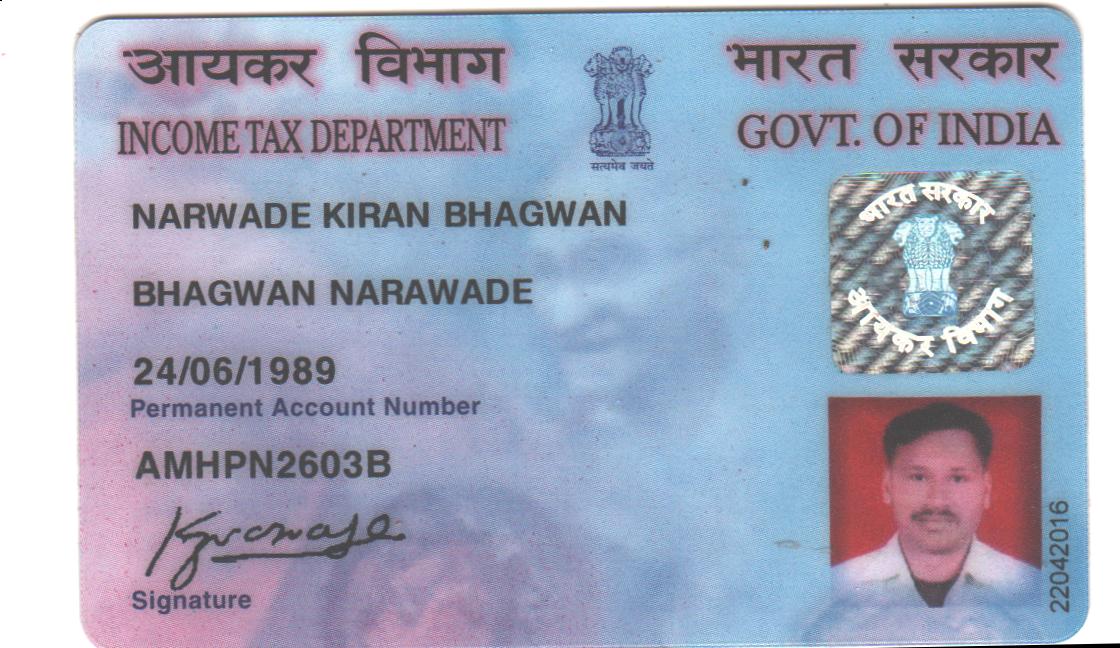 आयकर विभाग
भारत सरकार
INCOME TAX DEPARTMENT
GOVT. OF INDIA
सत्यमेव जयते
NARWADE KIRAN BHAGWAN
BHAGWAN NARAWADE
24/06/1989
Permanent Account Number
AMHPN2603B
Signature
भारत सरकार
आयकर विभाग
22042016